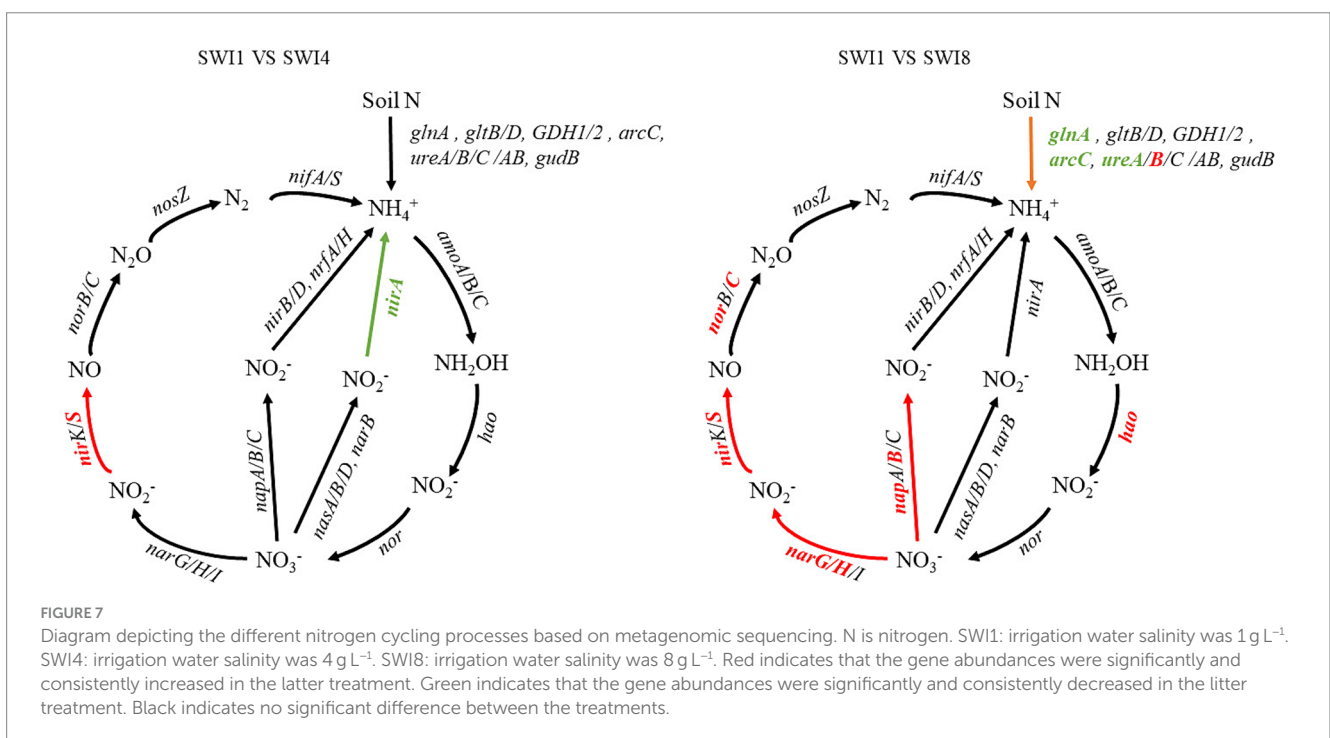 SWI1 VS SWI4
Soil N
glnA , gltB/D, GDH1/2 , arcC,
ureA/B/C /AB, gudB
nifA/S
nosZ
N₂
NH₄⁺
N₂O
nirB/D, nrfA/H
nirA
amoA/B/C
norB/C
NO
NO₂⁻
NO₂⁻
NH₂OH
nirK/S
napA/B/C
nasA/B/D, narB
hao
NO₂⁻
NO₂⁻
narG/H/I
NO₃⁻
nor
SWI1 VS SWI8
Soil N
glnA , gltB/D, GDH1/2 ,
arcC, ureA/B/C /AB, gudB
nifA/S
nosZ
N₂
NH₄⁺
N₂O
nirB/D, nrfA/H
nirA
amoA/B/C
norB/C
NO
NO₂⁻
NO₂⁻
NH₂OH
nirK/S
napA/B/C
nasA/B/D, narB
hao
NO₂⁻
NO₂⁻
narG/H/I
NO₃⁻
nor
FIGURE 7
Diagram depicting the different nitrogen cycling processes based on metagenomic sequencing. N is nitrogen. SWI1: irrigation water salinity was 1 g L⁻¹.
SWI4: irrigation water salinity was 4 g L⁻¹. SWI8: irrigation water salinity was 8 g L⁻¹. Red indicates that the gene abundances were significantly and
consistently increased in the latter treatment. Green indicates that the gene abundances were significantly and consistently decreased in the litter
treatment. Black indicates no significant difference between the treatments.